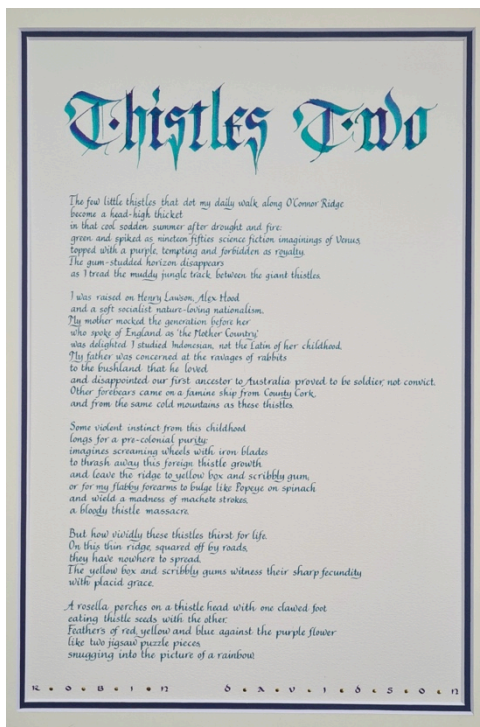 Thistles Two
The few little thistles that dot my daily walk along O'Connor Ridge
become a head-high thicket
in that cool sodden summer after drought and fire:
green and spiked as nineteen fifties science fiction imaginings of Venus,
topped with a purple, tempting and forbidden as royalty.
The gum-studded horizon disappears
as I tread the muddy jungle track between the giant thistles.
I was raised on Henry Lawson, Alex Hood
and a soft socialist nature-loving nationalism.
My mother mocked the generation before her
who spoke of England as 'the Mother Country'
was delighted I studied Indonesian, not the Latin of her childhood.
My father was concerned at the ravages of rabbits
to the bushland that he loved
and disappointed our first ancestor to Australia proved to be soldier, not convict.
Other forebears came on a famine ship from County Cork
and from the same cold mountains as these thistles.
Some violent instinct from this childhood
longs for a pre-colonial purity:
imagines screaming wheels with iron blades
to thrash away this foreign thistle growth
and leave the ridge to yellow box and scribbly gum,
or for my flabby forearms to bulge like Popeye on spinach
and wield a madness of machete strokes,
a bloody thistle massacre.
But how vividly these thistles thirst for life.
On this thin ridge, squared off by roads,
they have nowhere to spread.
The yellow box and scribbly gums witness their sharp fecundity
with placid grace.
A rosella perches on a thistle head with one clawed foot
eating thistle seeds with the other.
Feathers of red, yellow and blue against the purple flower
like two jigsaw puzzle pieces
snugging into the picture of a rainbow.
R•O•B•I•N D•A•V•I•D•S•O•N